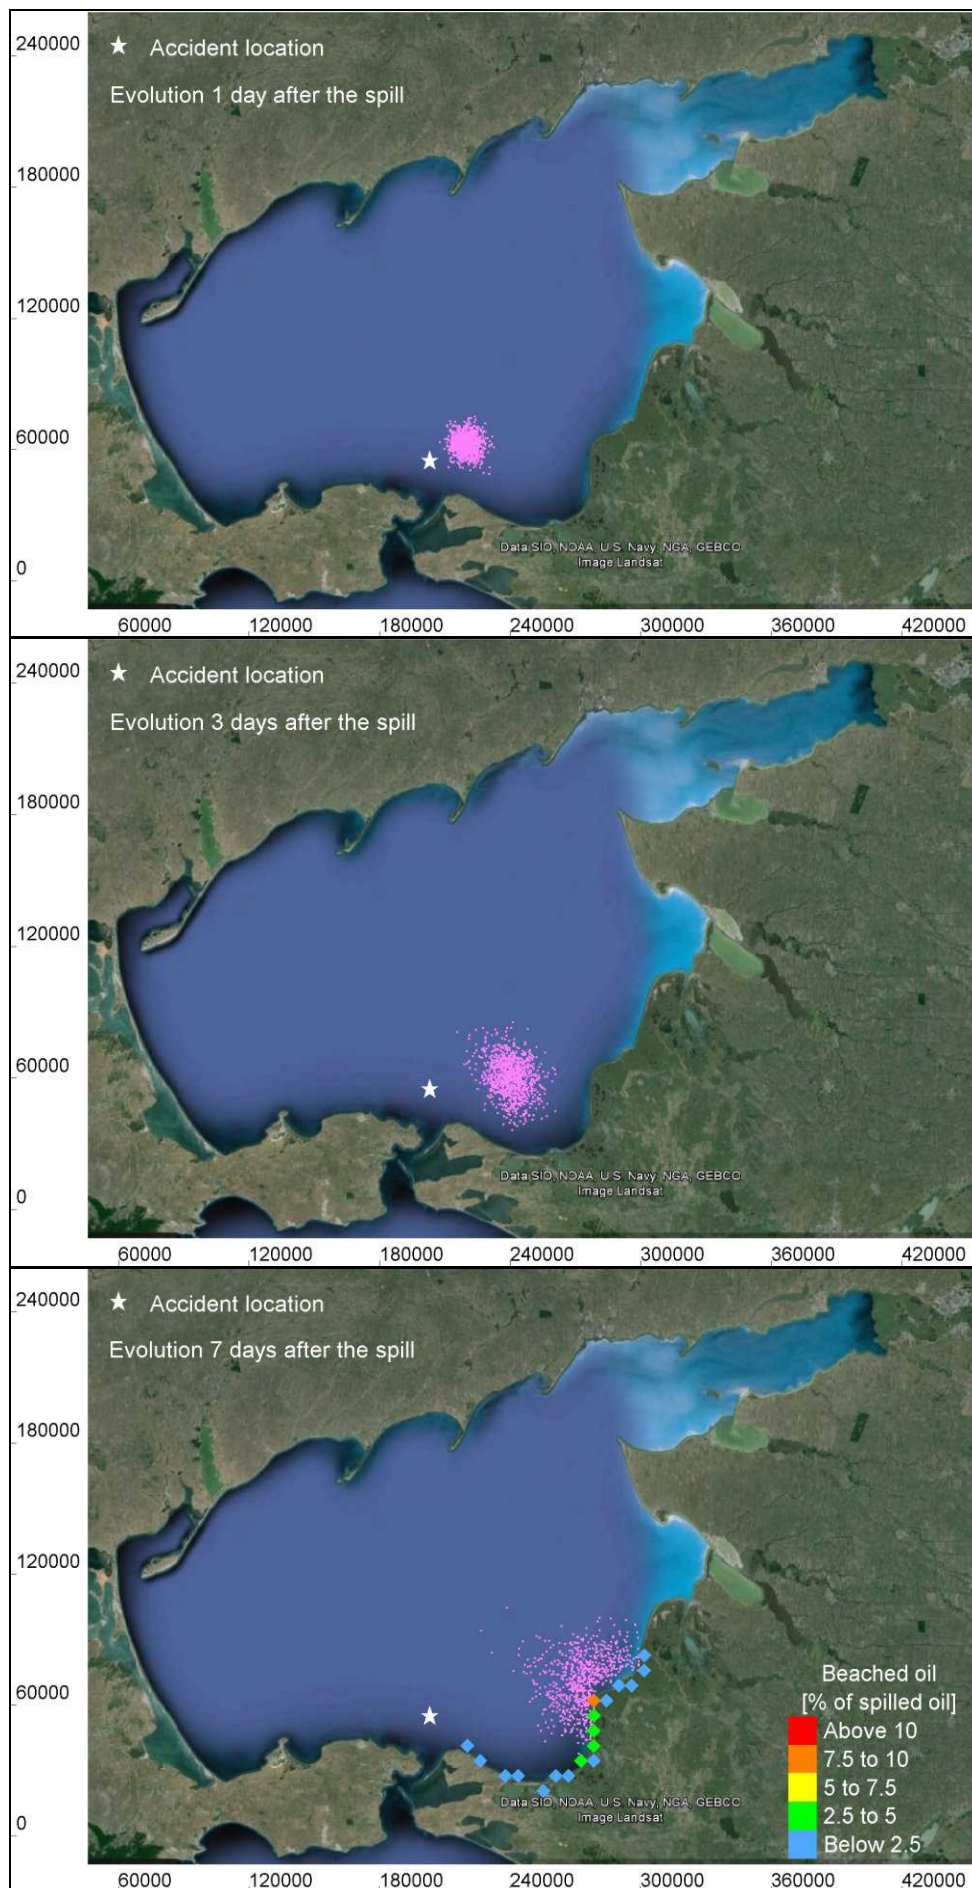 240000
Accident location
Evolution 1 day after the spill
180000
120000
60000
Data SIO, NOAA, U.S. Navy, NGA, GEBCO
Image Landsat
0
60000 120000 180000 240000 300000 360000 420000
240000
Accident location
Evolution 3 days after the spill
180000
120000
60000
Data SIO, NOAA, U.S. Navy, NGA, GEBCO
Image Landsat
0
60000 120000 180000 240000 300000 360000 420000
240000
Accident location
Evolution 7 days after the spill
180000
120000
60000
Beached oil
[% of spilled oil]
Above 10
7.5 to 10
5 to 7.5
2.5 to 5
Below 2.5
Data SIO, NOAA, U.S. Navy, NGA, GEBCO
Image Landsat
0
60000 120000 180000 240000 300000 360000 420000